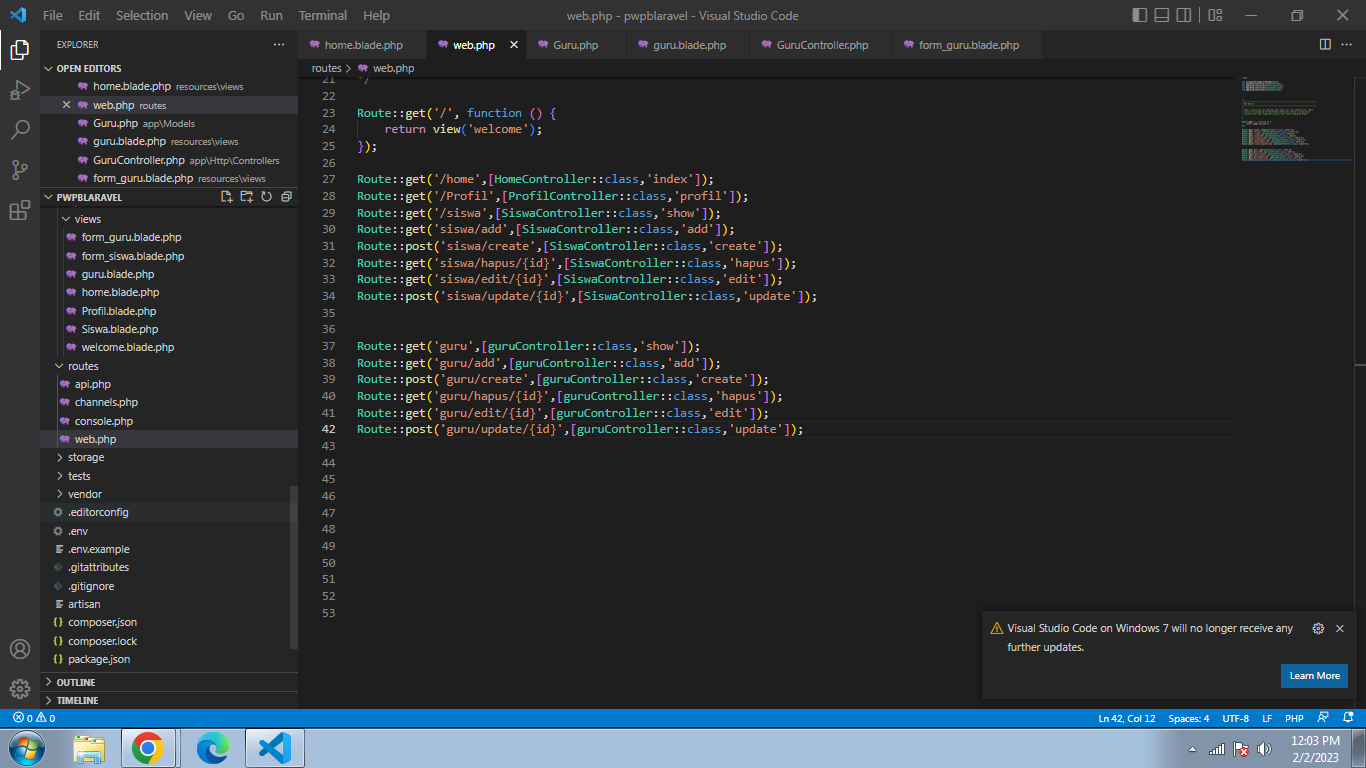 File Edit Selection View Go Run Terminal Help
web.php - pwpblaravel - Visual Studio Code
EXPLORER
OPEN EDITORS
home.blade.php resources\views
web.php routes
Guru.php app\Models
guru.blade.php resources\views
GuruController.php app\Http\Controllers
form_guru.blade.php resources\views
PWPBLARAVEL
views
form_guru.blade.php
form_siswa.blade.php
guru.blade.php
home.blade.php
Profil.blade.php
Siswa.blade.php
welcome.blade.php
routes
api.php
channels.php
console.php
web.php
storage
tests
vendor
.editorconfig
.env
.env.example
.gitattributes
.gitignore
artisan
composer.json
composer.lock
package.json
OUTLINE
TIMELINE
home.blade.php web.php Guru.php guru.blade.php GuruController.php form_guru.blade.php
routes > web.php
21 */
22
23 Route::get('/', function () {
24 return view('welcome');
25 });
26
27 Route::get('/home',[HomeController::class,'index']);
28 Route::get('/Profil',[ProfilController::class,'profil']);
29 Route::get('/siswa',[SiswaController::class,'show']);
30 Route::get('siswa/add',[SiswaController::class,'add']);
31 Route::post('siswa/create',[SiswaController::class,'create']);
32 Route::get('siswa/hapus/{id}',[SiswaController::class,'hapus']);
33 Route::get('siswa/edit/{id}',[SiswaController::class,'edit']);
34 Route::post('siswa/update/{id}',[SiswaController::class,'update']);
35
36
37 Route::get('guru',[guruController::class,'show']);
38 Route::get('guru/add',[guruController::class,'add']);
39 Route::post('guru/create',[guruController::class,'create']);
40 Route::get('guru/hapus/{id}',[guruController::class,'hapus']);
41 Route::get('guru/edit/{id}',[guruController::class,'edit']);
42 Route::post('guru/update/{id}',[guruController::class,'update']);
43
44
45
46
47
48
49
50
51
52
53
Visual Studio Code on Windows 7 will no longer receive any
further updates.
Learn More
0 0
Ln 42, Col 12 Spaces: 4 UTF-8 LF PHP
12:03 PM
2/2/2023